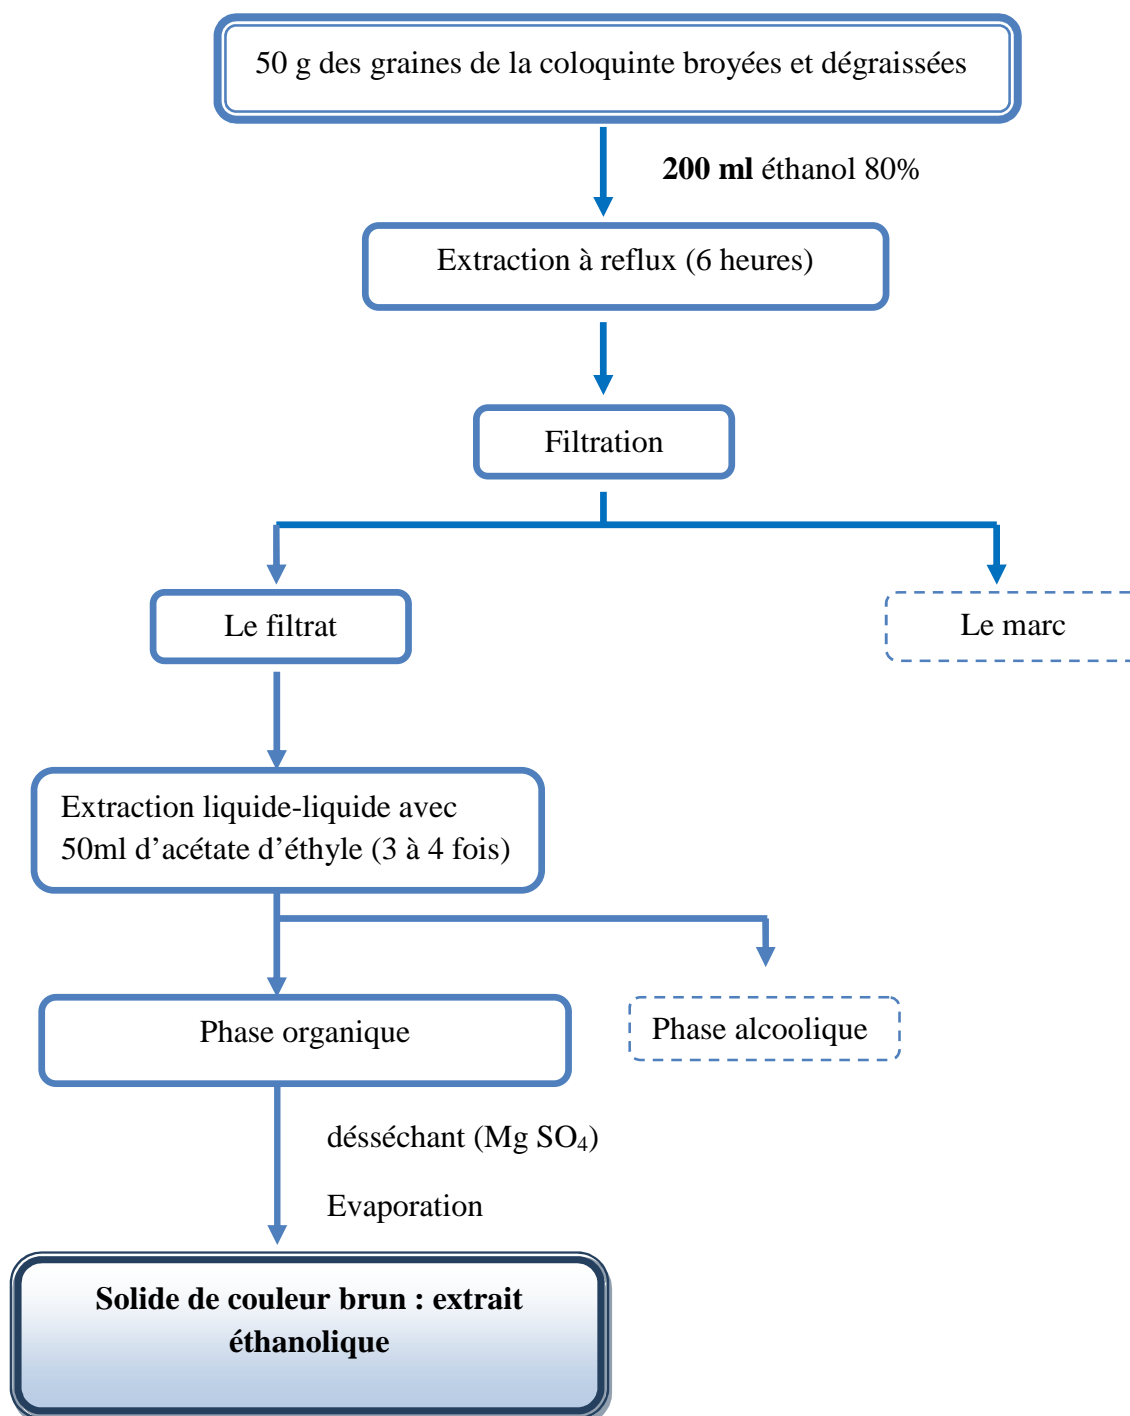 50 g des graines de la coloquinte broyées et dégraissées
200 ml éthanol 80%
Extraction à reflux (6 heures)
Filtration
Le filtrat
Le marc
Extraction liquide-liquide avec
50ml d’acétate d’éthyle (3 à 4 fois)
Phase organique
Phase alcoolique
désséchant (Mg SO₄)
Evaporation
Solide de couleur brun : extrait
éthanolique